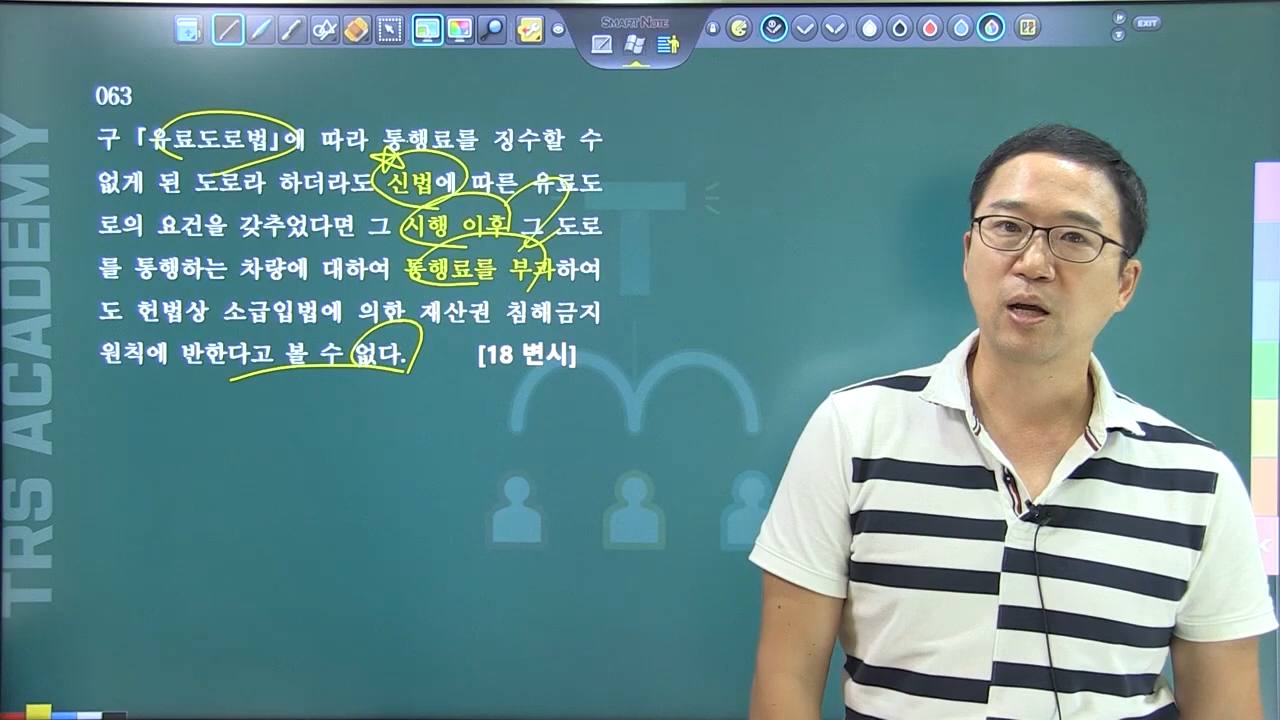 SMART NOTE
EXIT
063
구 「유료도로법」에 따라 통행료를 징수할 수
없게 된 도로라 하더라도 신법에 따른 유료도
로의 요건을 갖추었다면 그 시행 이후 그 도로
를 통행하는 차량에 대하여 통행료를 부과하여
도 헌법상 소급입법에 의한 재산권 침해금지
원칙에 반한다고 볼 수 없다. [18 변시]
TRS ACADEMY